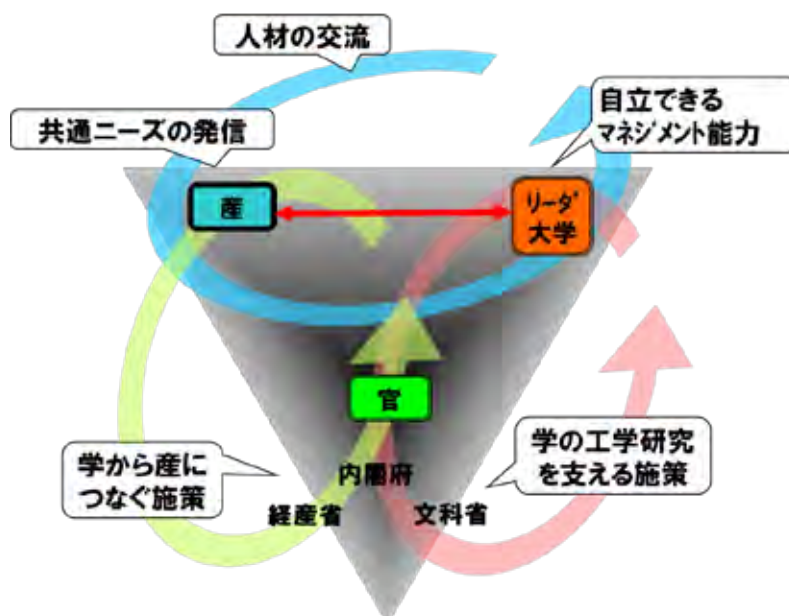 人材の交流
共通ニーズの発信
自立できる
マネジメント能力
産
リーダ
大学
官
学から産に
つなぐ施策
内閣府
経産省
文科省
学の工学研究
を支える施策